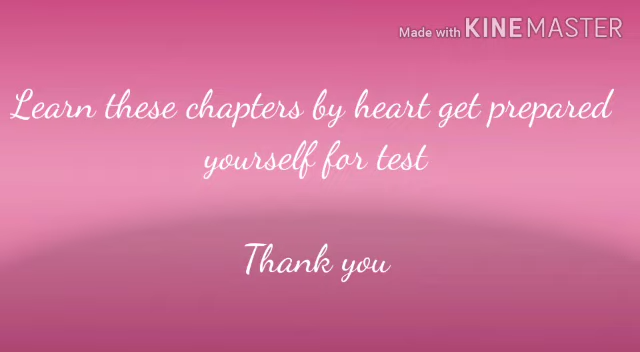 Made with KINEMASTER
Learn these chapters by heart get prepared
yourself for test
Thank you